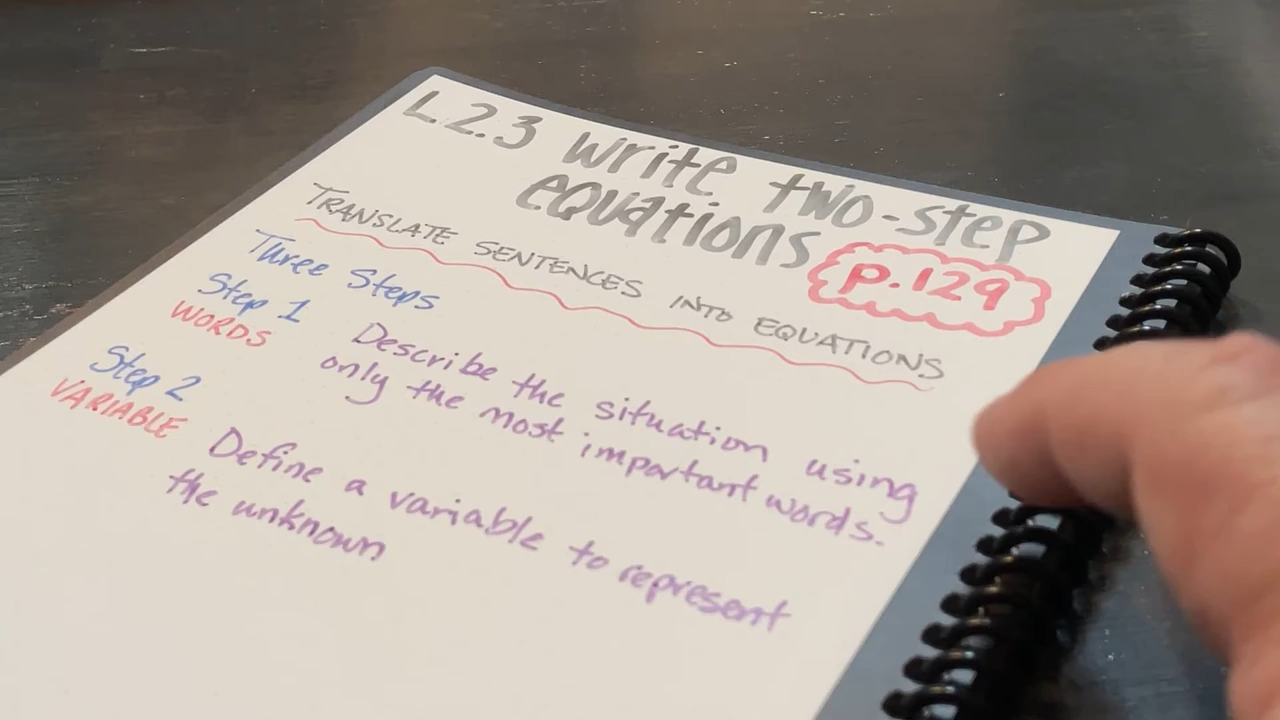 L.2.3 Write two-step
equations
p.129
TRANSLATE SENTENCES INTO EQUATIONS
Three Steps
Step 1
WORDS
Describe the situation using
only the most important words.
Step 2
VARIABLE
Define a variable to represent
the unknown